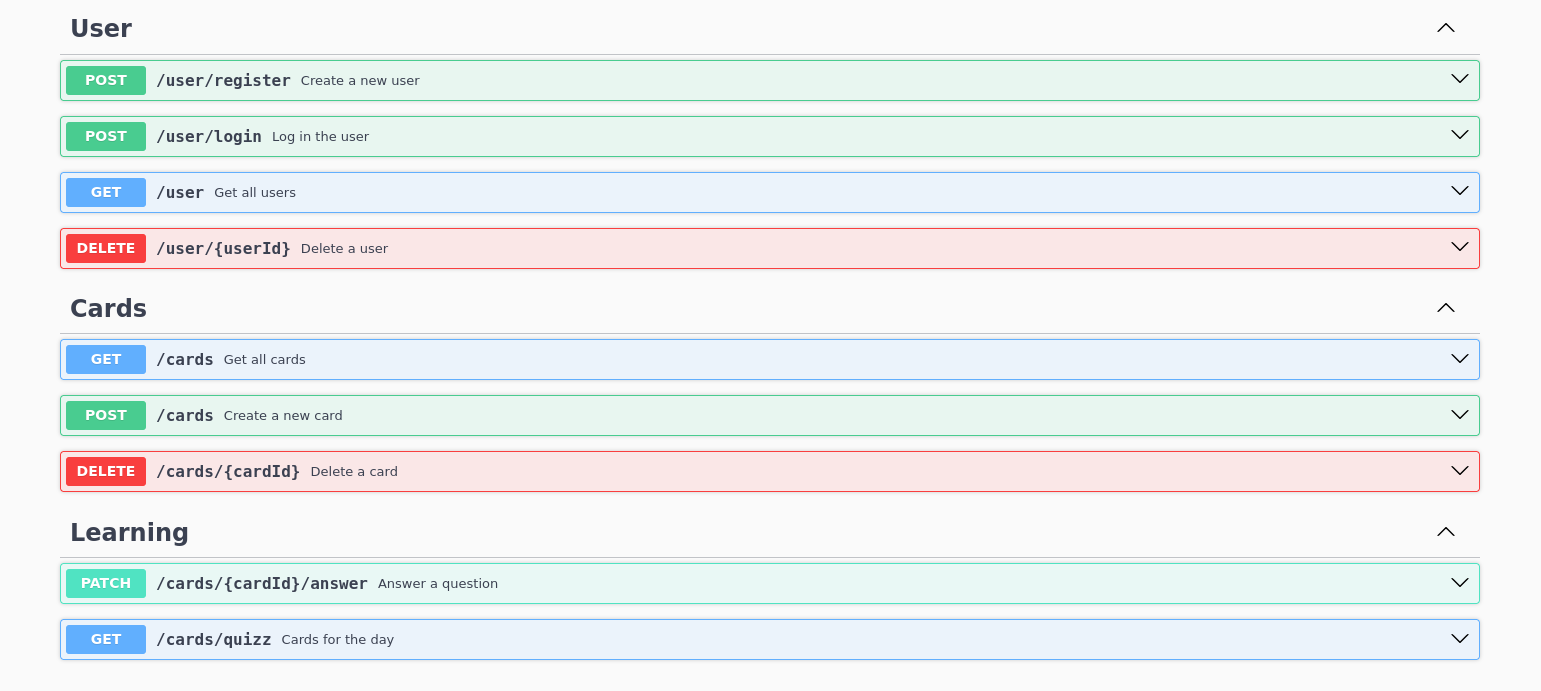 User
POST /user/register Create a new user
POST /user/login Log in the user
GET /user Get all users
DELETE /user/{userId} Delete a user
Cards
GET /cards Get all cards
POST /cards Create a new card
DELETE /cards/{cardId} Delete a card
Learning
PATCH /cards/{cardId}/answer Answer a question
GET /cards/quizz Cards for the day